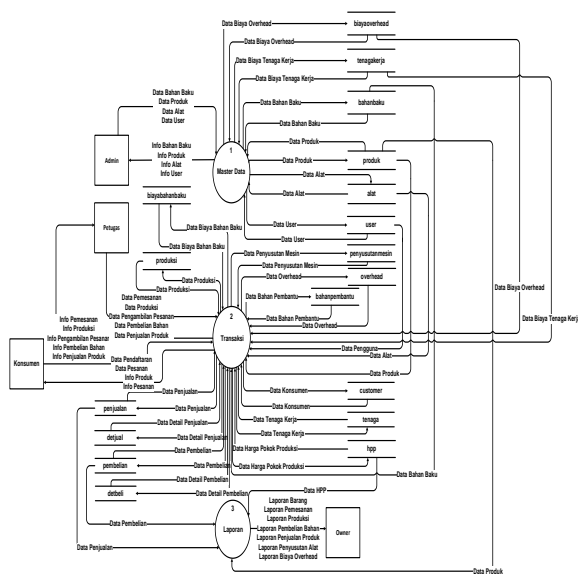 Data Biaya Overhead
biayaoverhead
Data Biaya Overhead
Data Biaya Tenaga Kerja
tenagakerja
Data Biaya Tenaga Kerja
Data Bahan Baku
Data Produk
Data Alat
Data User
Data Bahan Baku
bahanbaku
Data Bahan Baku
Admin
Info Bahan Baku
Info Produk
Info Alat
Info User
1
Master Data
Data Produk
Data Produk
produk
Data Alat
Data Alat
alat
biayabahanbaku
Data User
user
Data User
Petugas
Data Biaya Bahan Baku
Data Biaya Bahan Baku
Data Penyusutan Mesin
penyusutanmesin
Data Penyusutan Mesin
produksi
Data Overhead
overhead
Data Produksi
Data Produksi
Data Biaya Overhead
Data Pemesanan
Data Produksi
Data Pengambilan Pesanan
Data Pembelian Bahan
Data Penjualan Produk
Data Bahan Pembantu
bahanpembantu
Data Bahan Pembantu
Data Overhead
Data Biaya Tenaga Kerj
Info Pemesanan
Info Produksi
Info Pengambilan Pesanan
Info Pembelian Bahan
Info Penjualan Produk
2
Transaksi
Data Pengguna
Data Alat
Data Produk
Konsumen
Data Pendaftaran
Data Pesanan
Info Produk
Info Pesanan
Data Penjualan
penjualan
Data Penjualan
Data Konsumen
customer
Data Konsumen
Data Detail Penjualan
detjual
Data Detail Penjualan
Data Tenaga Kerja
tenaga
Data Tenaga Kerja
Data Pembelian
pembelian
Data Pembelian
Data Harga Pokok Produksi
hpp
Data Harga Pokok Produksi
Data Bahan Baku
Data Detail Pembelian
detbeli
Data Detail Pembelian
Data HPP
Data Pembelian
Data Penjualan
3
Laporan
Laporan Barang
Laporan Pemesanan
Laporan Produksi
Laporan Pembelian Bahan
Laporan Penjualan Produk
Laporan Penyusutan Alat
Laporan Biaya Overhead
Owner
Data Produk